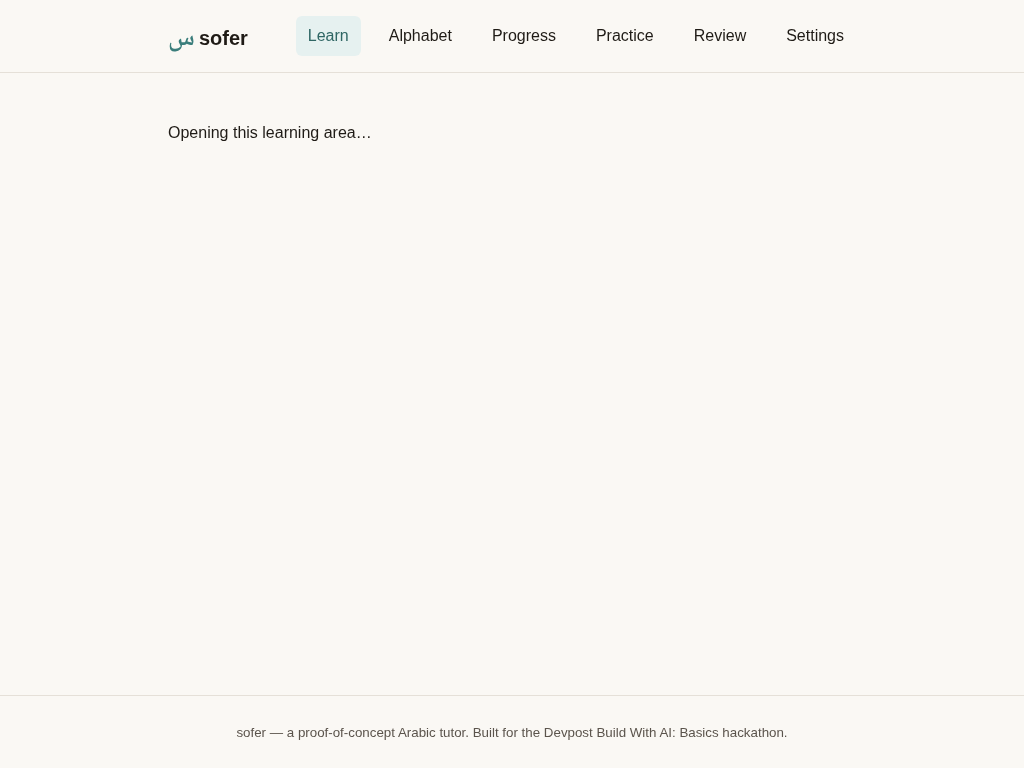 س sofer
Learn
Alphabet
Progress
Practice
Review
Settings
Opening this learning area…
sofer — a proof-of-concept Arabic tutor. Built for the Devpost Build With AI: Basics hackathon.